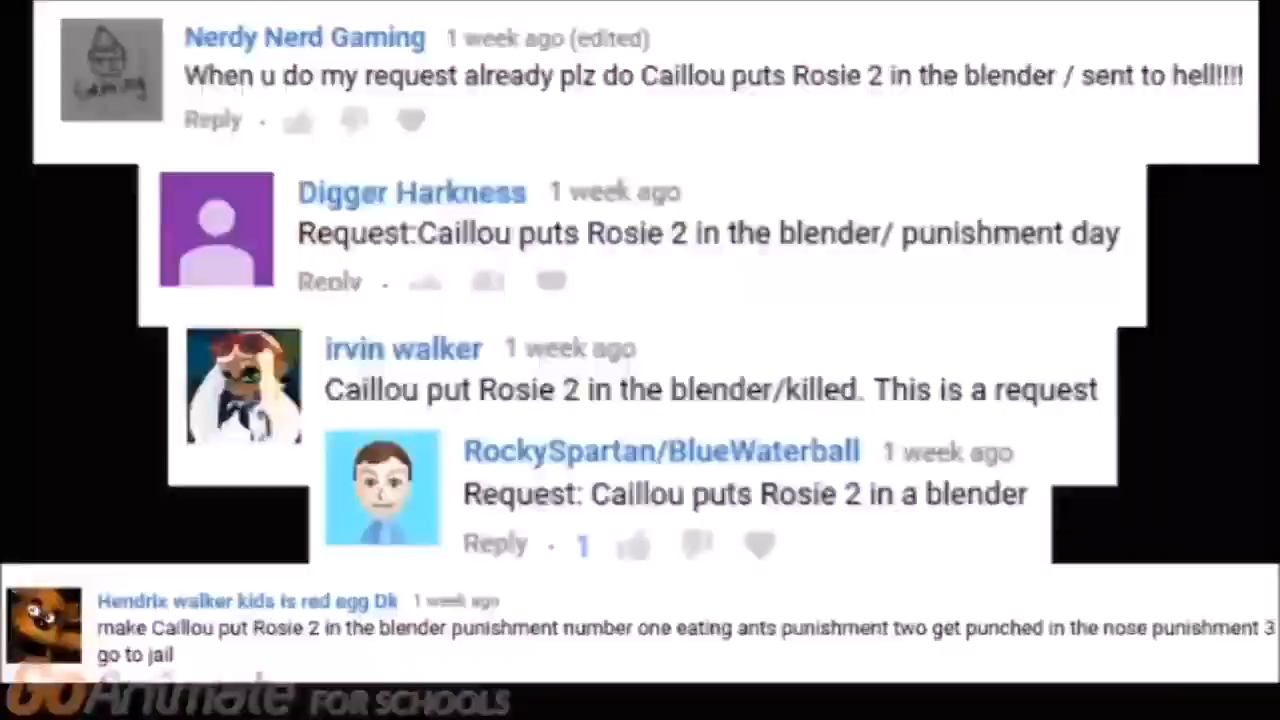 Nerdy Nerd Gaming 1 week ago (edited)
When u do my request already plz do Caillou puts Rosie 2 in the blender / sent to hell!!!!
Reply
Digger Harkness 1 week ago
Request:Caillou puts Rosie 2 in the blender/ punishment day
Reply
irvin walker 1 week ago
Caillou put Rosie 2 in the blender/killed. This is a request
RockySpartan/BlueWaterball 1 week ago
Request: Caillou puts Rosie 2 in a blender
Reply · 1
Hendrix walker kids is red egg Dk 1 week ago
make Caillou put Rosie 2 in the blender punishment number one eating ants punishment two get punched in the nose punishment 3
go to jail
GoAnimate FOR SCHOOLS